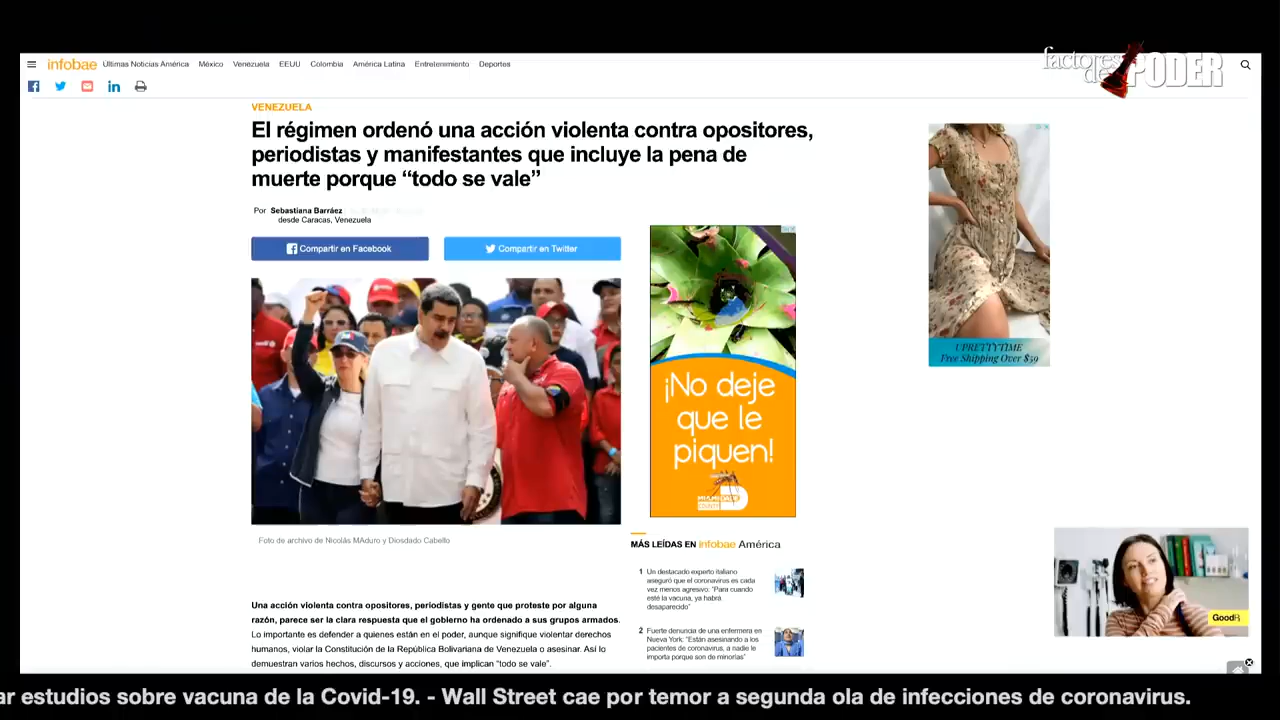 infobae Últimas Noticias América México Venezuela EEUU Colombia América Latina Entretenimiento Deportes
factores de PODER
VENEZUELA
El régimen ordenó una acción violenta contra opositores,
periodistas y manifestantes que incluye la pena de
muerte porque “todo se vale”
Por Sebastiana Barráez
desde Caracas, Venezuela
Compartir en Facebook
Compartir en Twitter
¡No deje
que le
piquen!
MIAMI-DADE
COUNTY
UPRETTYTIME
Free Shipping Over $59
Foto de archivo de Nicolás MAduro y Diosdado Cabello
Una acción violenta contra opositores, periodistas y gente que proteste por alguna
razón, parece ser la clara respuesta que el gobierno ha ordenado a sus grupos armados.
Lo importante es defender a quienes están en el poder, aunque signifique violentar derechos
humanos, violar la Constitución de la República Bolivariana de Venezuela o asesinar. Así lo
demuestran varios hechos, discursos y acciones, que implican “todo se vale”.
MÁS LEÍDAS EN infobae América
1 Un destacado experto italiano
aseguró que el coronavirus es cada
vez menos agresivo: “Para cuando
esté la vacuna, ya habrá
desaparecido”
2 Fuerte denuncia de una enfermera en
Nueva York: “Están asesinando a los
pacientes de coronavirus, a nadie le
importa porque son de minorías”
GoodR
ar estudios sobre vacuna de la Covid-19. - Wall Street cae por temor a segunda ola de infecciones de coronavirus.